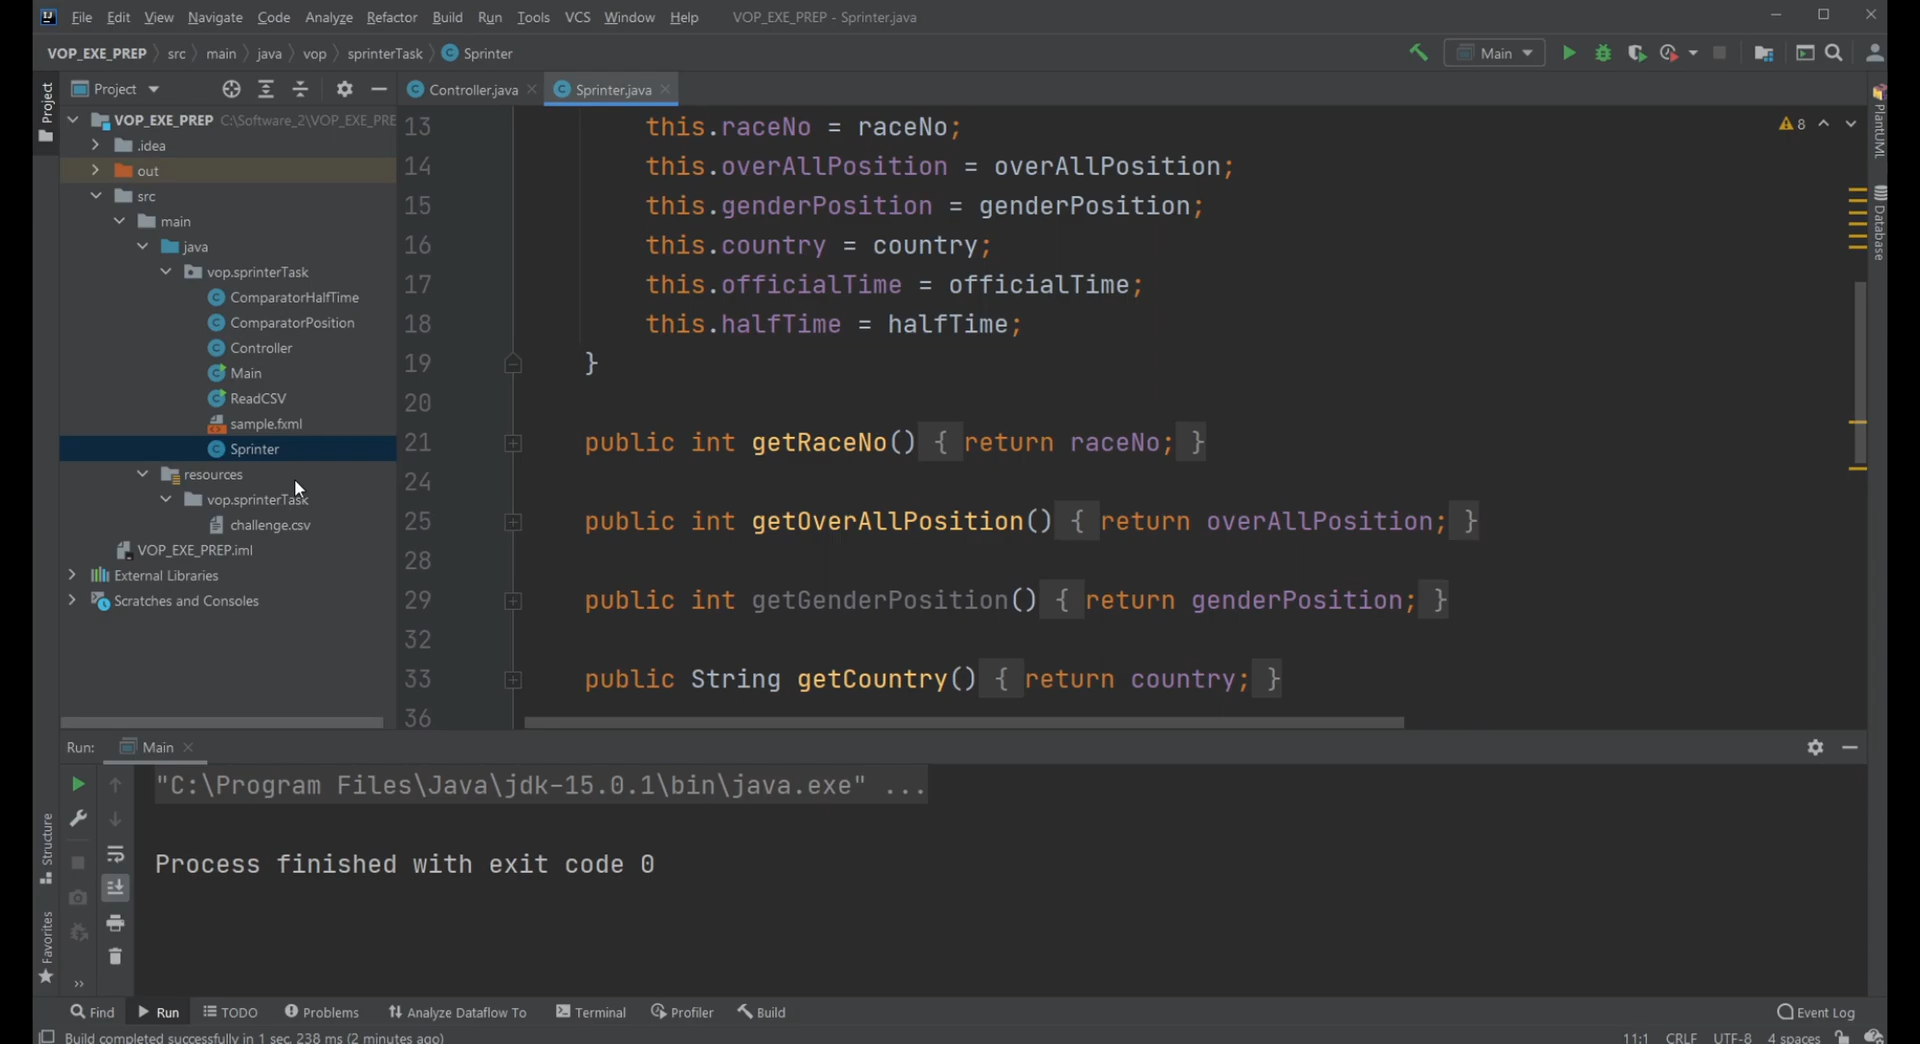 File Edit View Navigate Code Analyze Refactor Build Run Tools VCS Window Help VOP_EXE_PREP - Sprinter.java
VOP_EXE_PREP src main java vop sprinterTask Sprinter
Main
Project
Controller.java
Sprinter.java
Project
VOP_EXE_PREP C:\Software_2\VOP_EXE_PRE
.idea
out
src
main
java
vop.sprinterTask
ComparatorHalfTime
ComparatorPosition
Controller
Main
ReadCSV
sample.fxml
Sprinter
resources
vop.sprinterTask
challenge.csv
VOP_EXE_PREP.iml
External Libraries
Scratches and Consoles
13 this.raceNo = raceNo;
14 this.overAllPosition = overAllPosition;
15 this.genderPosition = genderPosition;
16 this.country = country;
17 this.officialTime = officialTime;
18 this.halfTime = halfTime;
19 }
20
21 public int getRaceNo() { return raceNo; }
24
25 public int getOverAllPosition() { return overAllPosition; }
28
29 public int getGenderPosition() { return genderPosition; }
32
33 public String getCountry() { return country; }
36
8
PlantUML
Database
Run: Main
"C:\Program Files\Java\jdk-15.0.1\bin\java.exe" ...
Process finished with exit code 0
Structure
Favorites
Find Run TODO Problems Analyze Dataflow To Terminal Profiler Build Event Log
Build completed successfully in 1 sec, 238 ms (2 minutes ago) 11:1 CRLF UTF-8 4 spaces